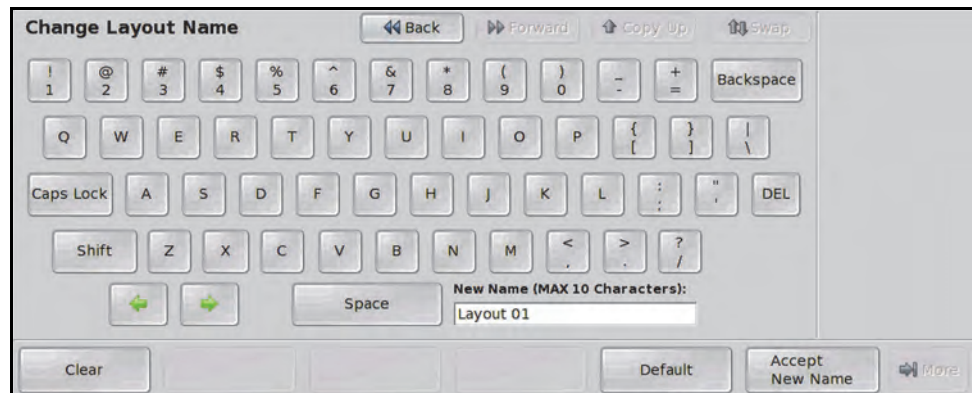 Change Layout Name Back Forward Copy Up Swap
! @ # $ % ^ & * ( ) _ +
1 2 3 4 5 6 7 8 9 0 - = Backspace
Q W E R T Y U I O P { [ } ] | \
Caps Lock A S D F G H J K L : ; " ' DEL
Shift Z X C V B N M < , > . ? /
Space New Name (MAX 10 Characters):
Layout 01
Clear Default Accept New Name More